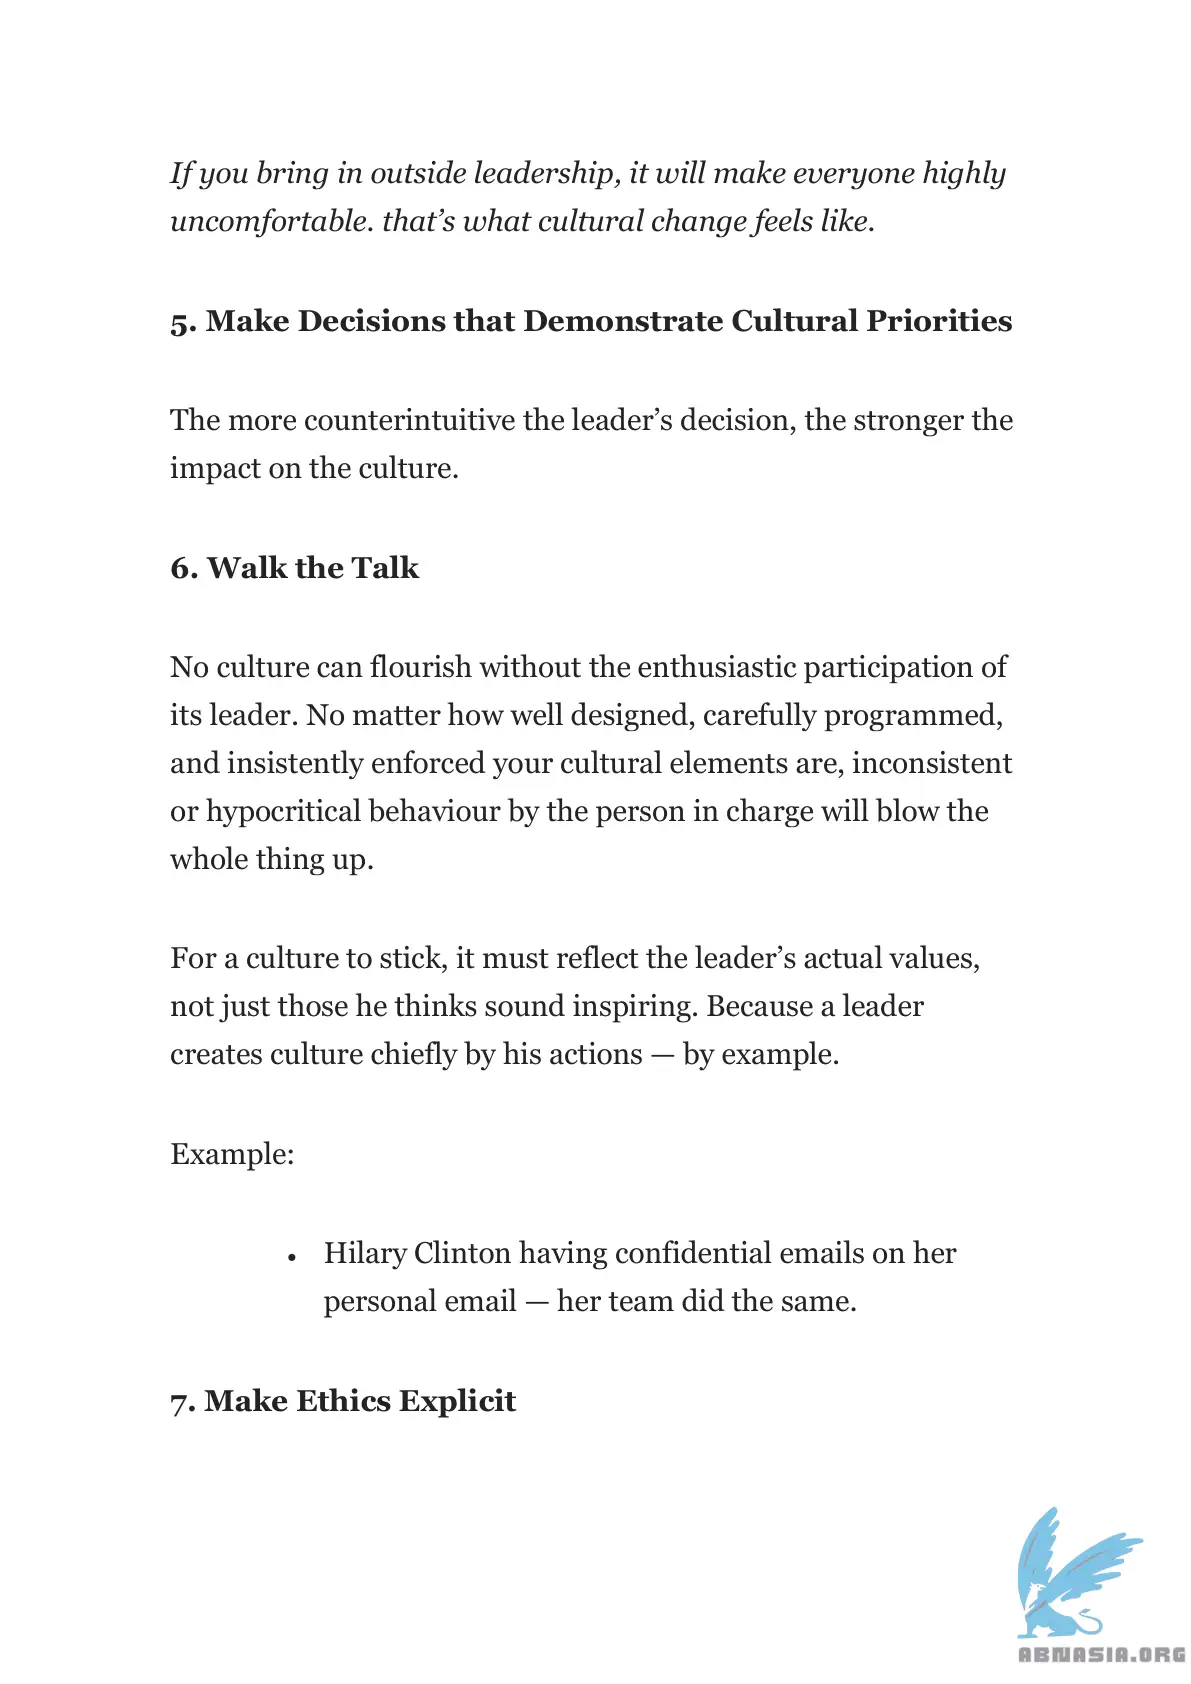 If you bring in outside leadership, it will make everyone highly
uncomfortable. that’s what cultural change feels like.
5. Make Decisions that Demonstrate Cultural Priorities
The more counterintuitive the leader’s decision, the stronger the
impact on the culture.
6. Walk the Talk
No culture can flourish without the enthusiastic participation of
its leader. No matter how well designed, carefully programmed,
and insistently enforced your cultural elements are, inconsistent
or hypocritical behaviour by the person in charge will blow the
whole thing up.
For a culture to stick, it must reflect the leader’s actual values,
not just those he thinks sound inspiring. Because a leader
creates culture chiefly by his actions — by example.
Example:
• Hilary Clinton having confidential emails on her
personal email — her team did the same.
7. Make Ethics Explicit
ABNASIA.ORG